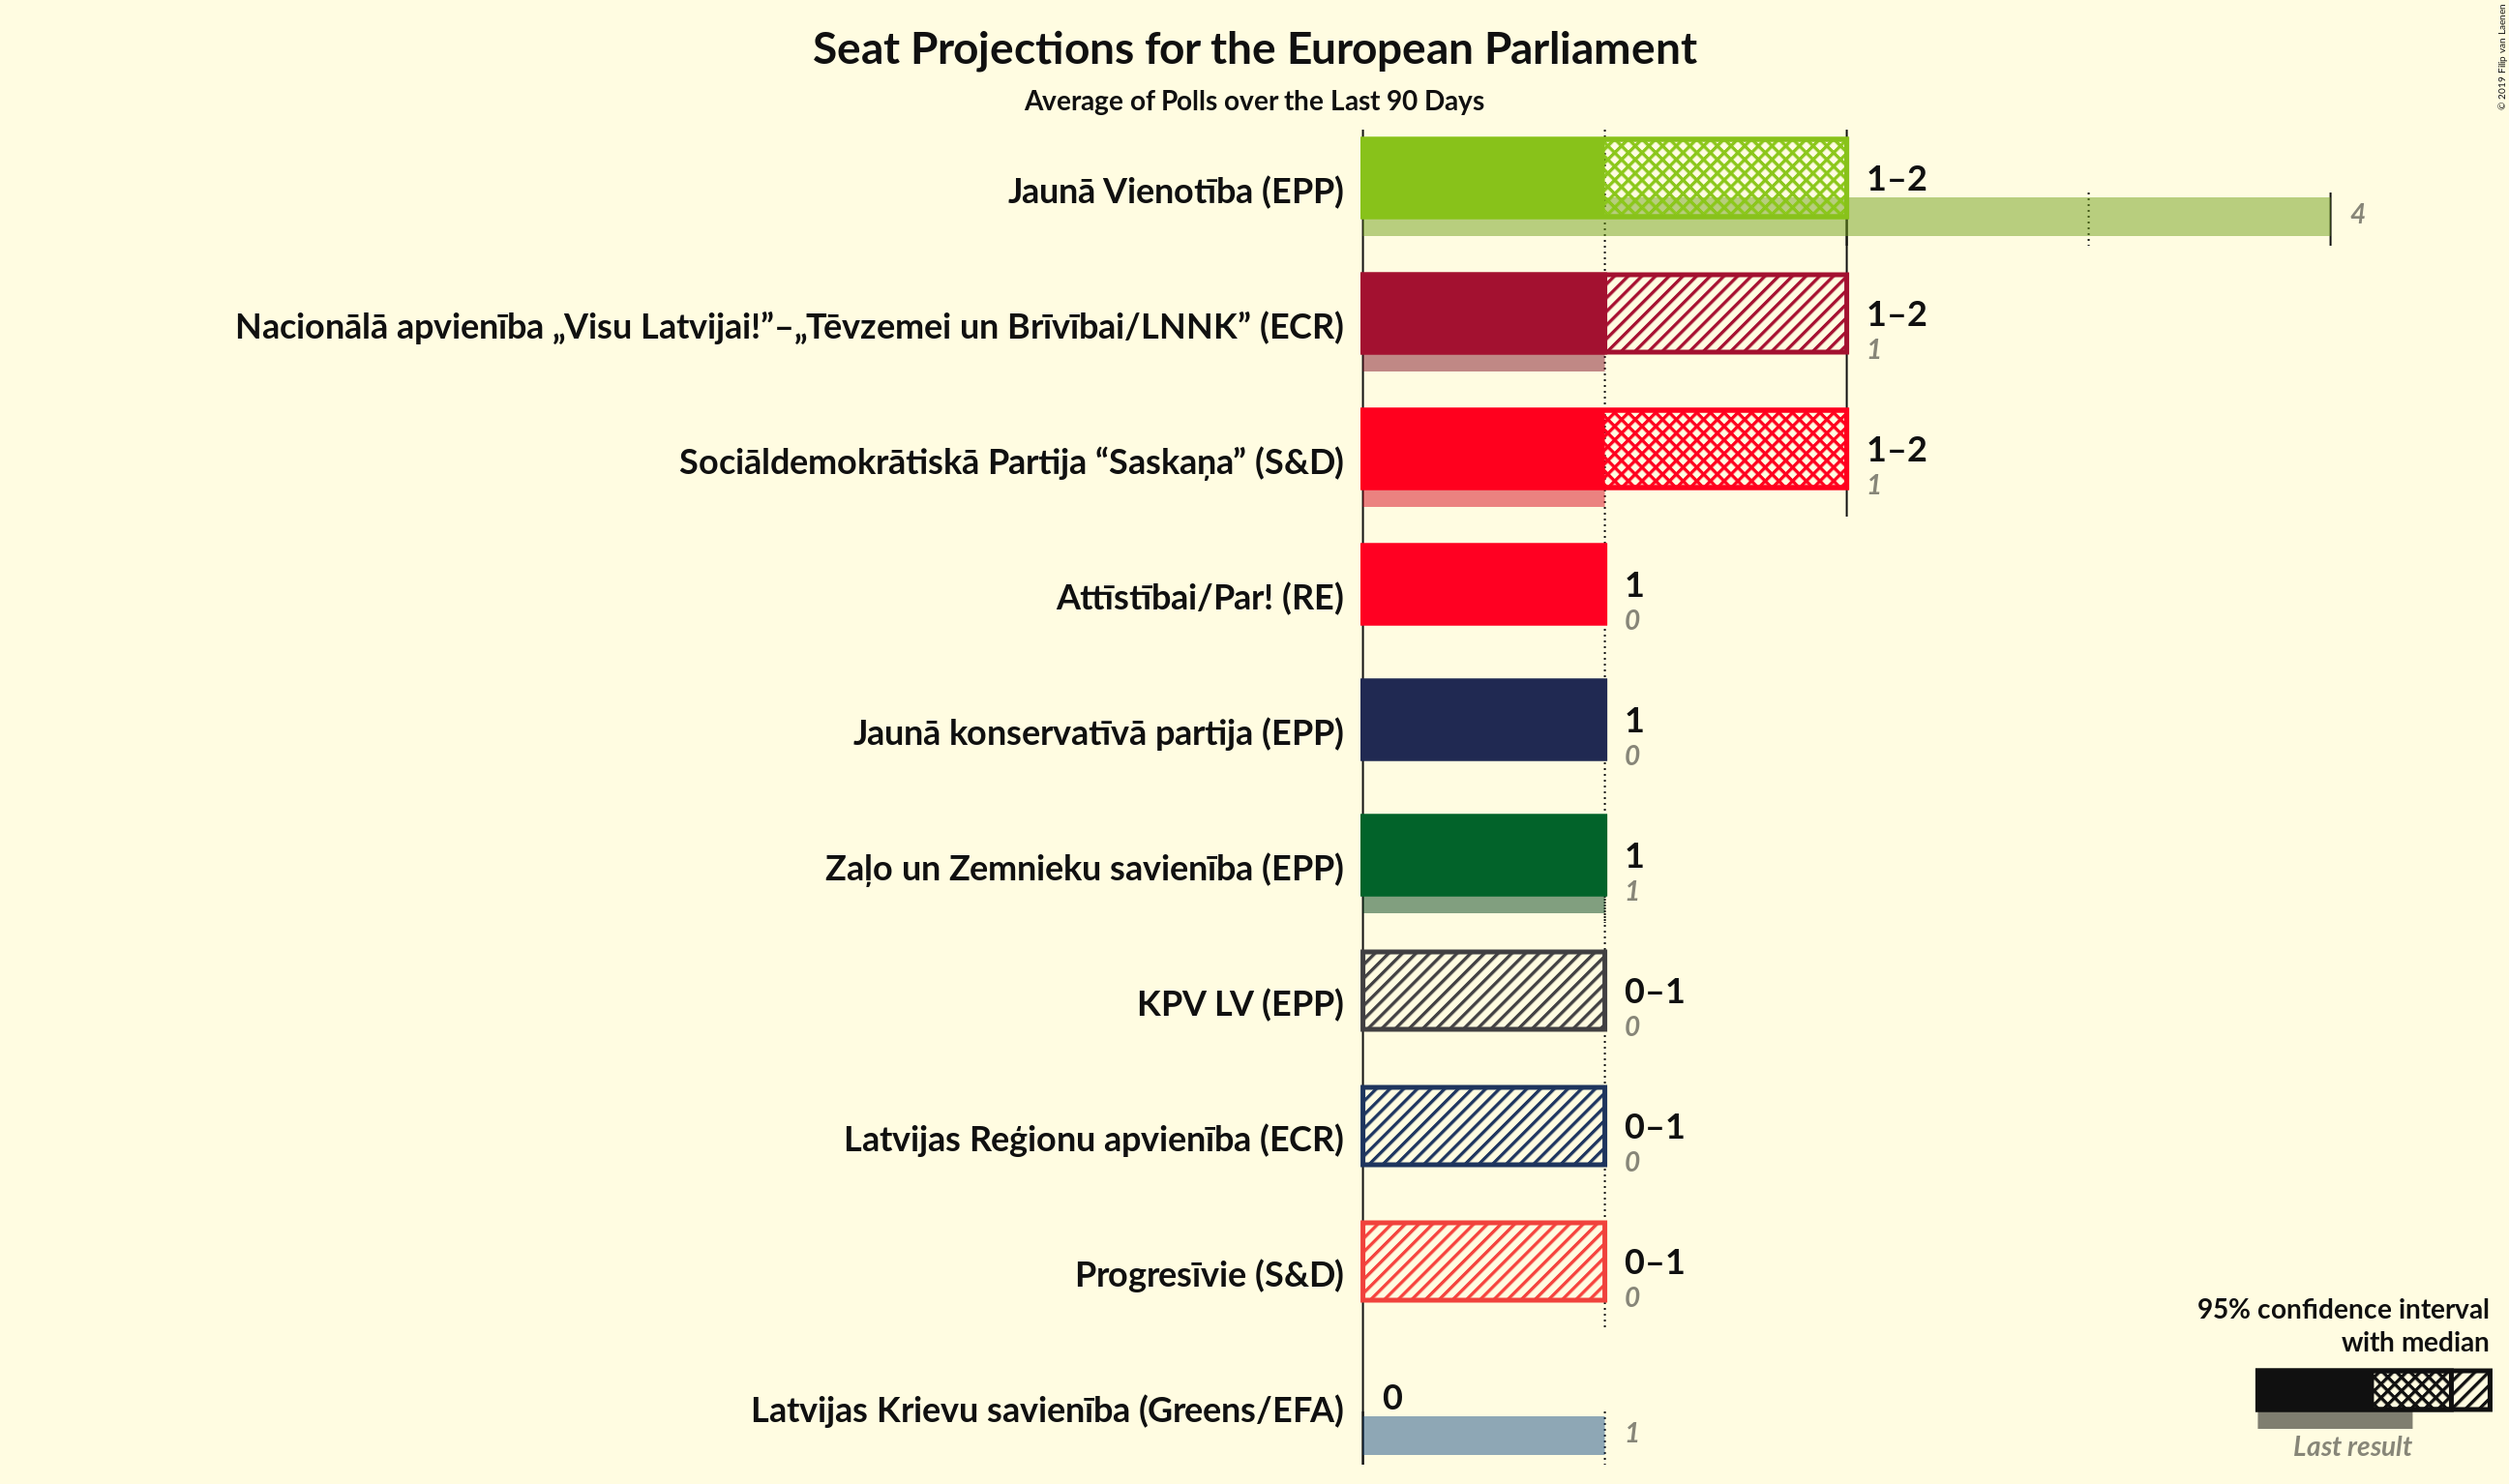 Seat Projections for the European Parliament
Average of Polls over the Last 90 Days
© 2019 Filip van Laenen
Jaunā Vienotība (EPP)
1–2
4
Nacionālā apvienība „Visu Latvijai!”–„Tēvzemei un Brīvībai/LNNK” (ECR)
1–2
1
Sociāldemokrātiskā Partija “Saskaņa” (S&D)
1–2
1
Attīstībai/Par! (RE)
1
0
Jaunā konservatīvā partija (EPP)
1
0
Zaļo un Zemnieku savienība (EPP)
1
1
KPV LV (EPP)
0–1
0
Latvijas Reģionu apvienība (ECR)
0–1
0
Progresīvie (S&D)
0–1
0
Latvijas Krievu savienība (Greens/EFA)
0
1
95% confidence interval
with median
Last result